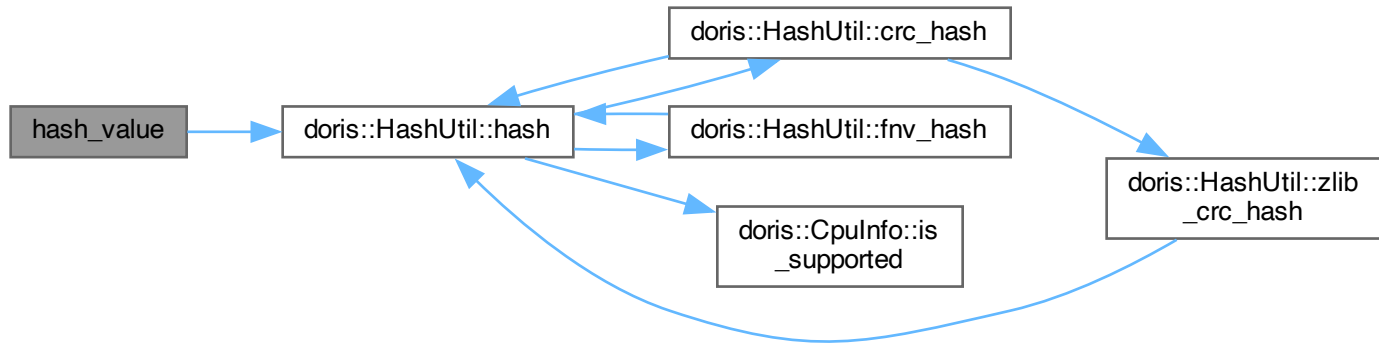 hash_value
doris::HashUtil::hash
doris::HashUtil::crc_hash
doris::HashUtil::fnv_hash
doris::CpuInfo::is
_supported
doris::HashUtil::zlib
_crc_hash